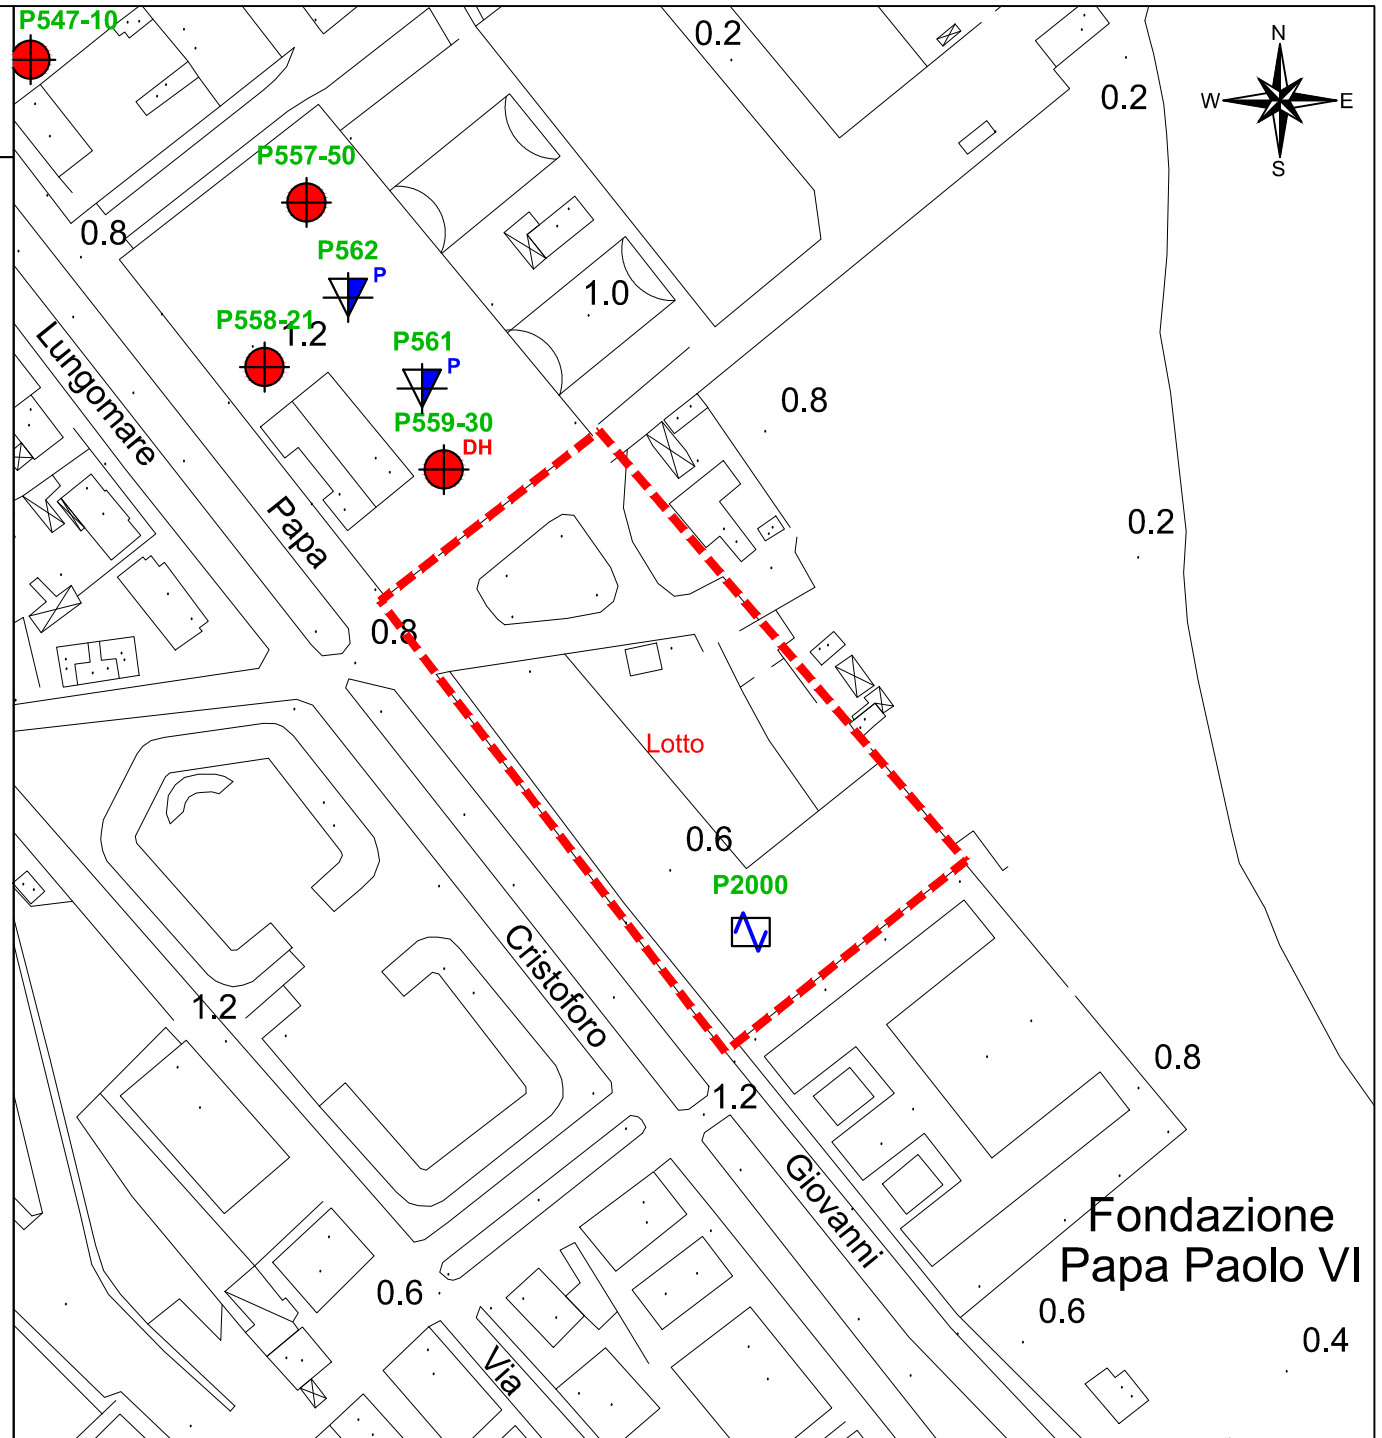 P547-10
0.2
N
W
E
S
0.2
P557-50
0.8
P562
P
1.0
P558-21
1.2
P561
P
Lungomare
0.8
P559-30
DH
Papa
0.2
0.8
Lotto
0.6
P2000
Cristoforo
1.2
0.8
1.2
Giovanni
Fondazione
Papa Paolo VI
0.6
0.6
0.4
Via